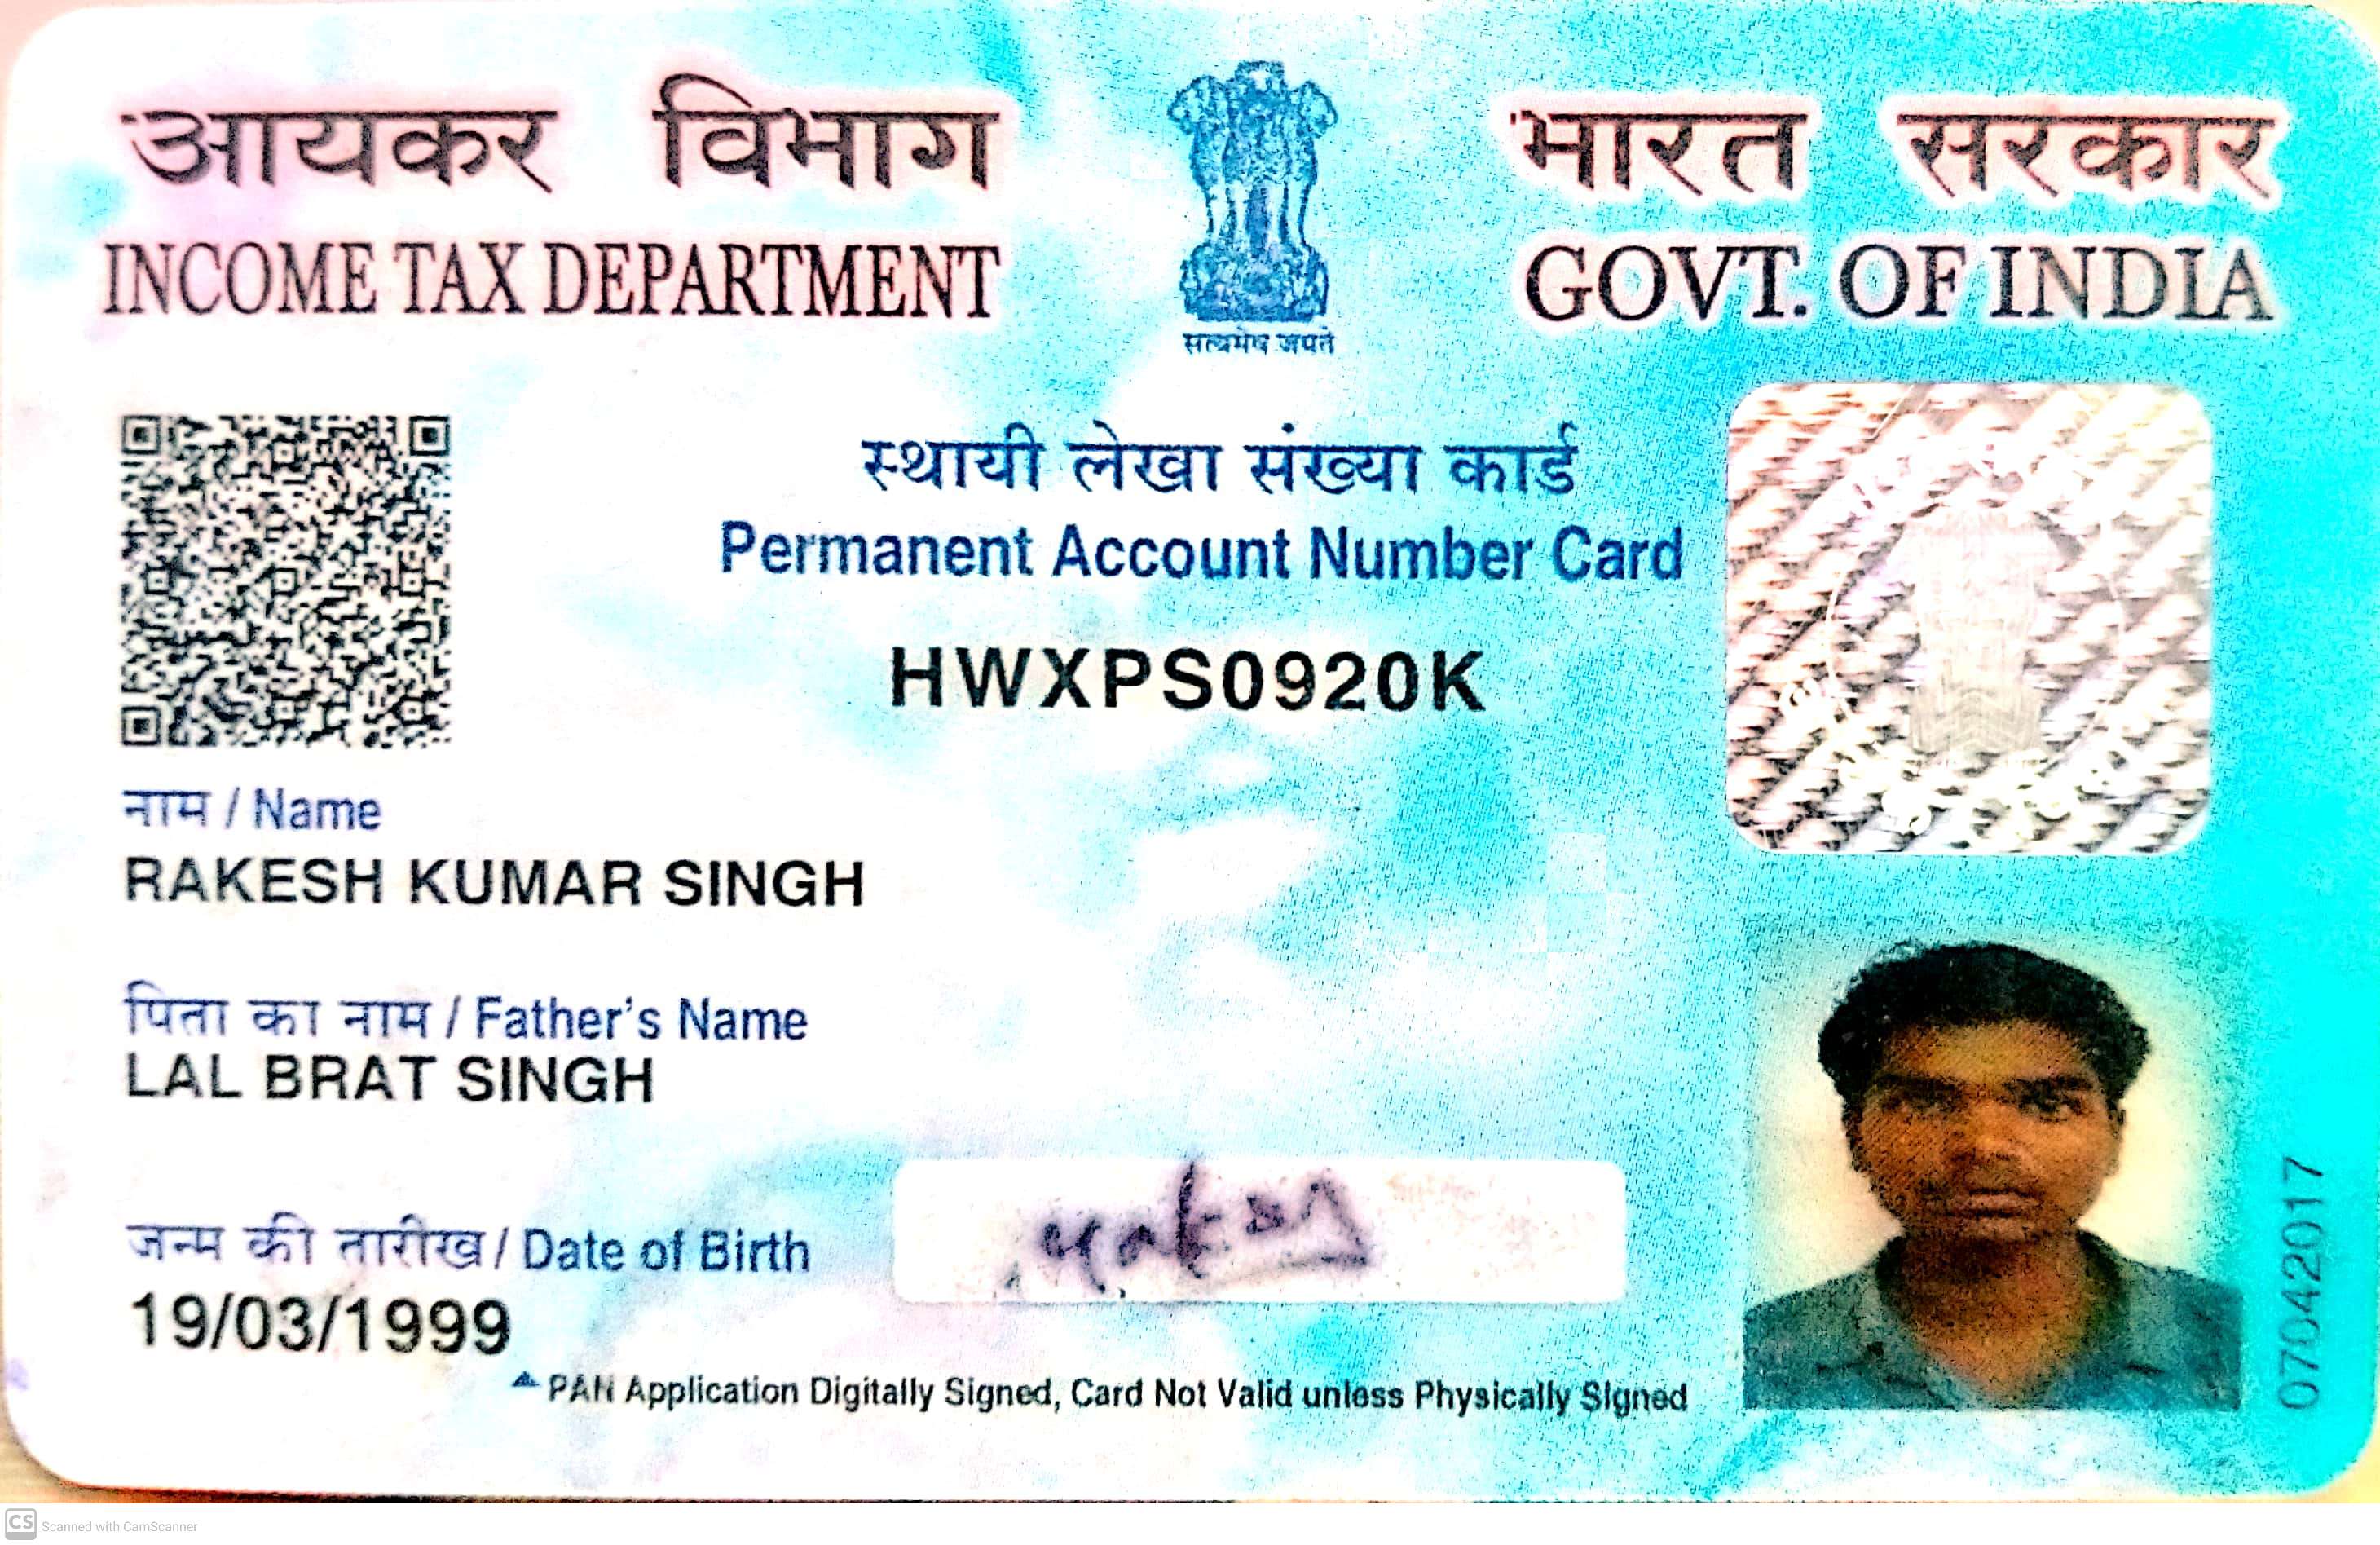 आयकर विभाग
INCOME TAX DEPARTMENT
सत्यमेव जयते
भारत सरकार
GOVT. OF INDIA
स्थायी लेखा संख्या कार्ड
Permanent Account Number Card
HWXPS0920K
नाम / Name
RAKESH KUMAR SINGH
पिता का नाम / Father's Name
LAL BRAT SINGH
जन्म की तारीख / Date of Birth
19/03/1999
PAN Application Digitally Signed, Card Not Valid unless Physically Signed
07042017
CS Scanned with CamScanner